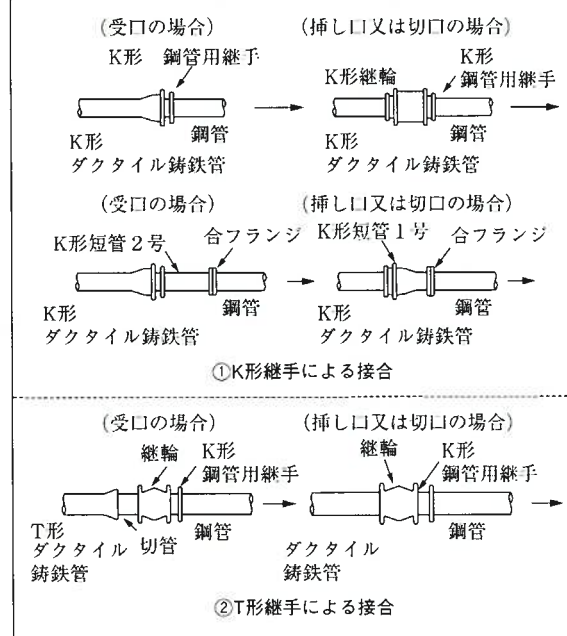 (受口の場合)
K形 鋼管用継手
K形
ダクタイル鋳鉄管
鋼管
(挿し口又は切口の場合)
K形継輪
K形
鋼管用継手
K形
ダクタイル鋳鉄管
鋼管
(受口の場合)
K形短管2号
合フランジ
K形
ダクタイル鋳鉄管
鋼管
(挿し口又は切口の場合)
K形短管1号
合フランジ
K形
ダクタイル鋳鉄管
鋼管
①K形継手による接合
(受口の場合)
継輪
K形
鋼管用継手
T形
ダクタイル
鋳鉄管
切管
鋼管
(挿し口又は切口の場合)
継輪
K形
鋼管用継手
ダクタイル
鋳鉄管
鋼管
②T形継手による接合